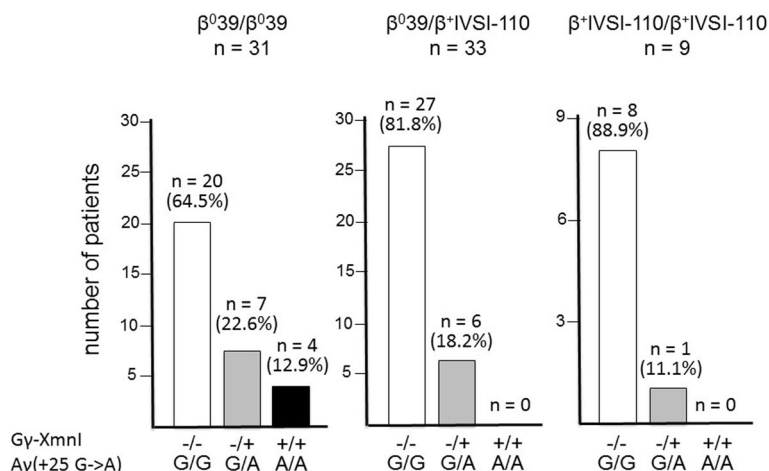 β⁰39/β⁰39
n = 31
number of patients
30
25
20
15
10
5
n = 20
(64.5%)
n = 7
(22.6%)
n = 4
(12.9%)
β⁰39/β⁺IVSI-110
n = 33
30
25
20
15
10
5
n = 27
(81.8%)
n = 6
(18.2%)
n = 0
β⁺IVSI-110/β⁺IVSI-110
n = 9
9
6
3
n = 8
(88.9%)
n = 1
(11.1%)
n = 0
Gγ-XmnI -/- -/+ +/+ -/- -/+ +/+ -/- -/+ +/+
Aγ(+25 G->A) G/G G/A A/A G/G G/A A/A G/G G/A A/A